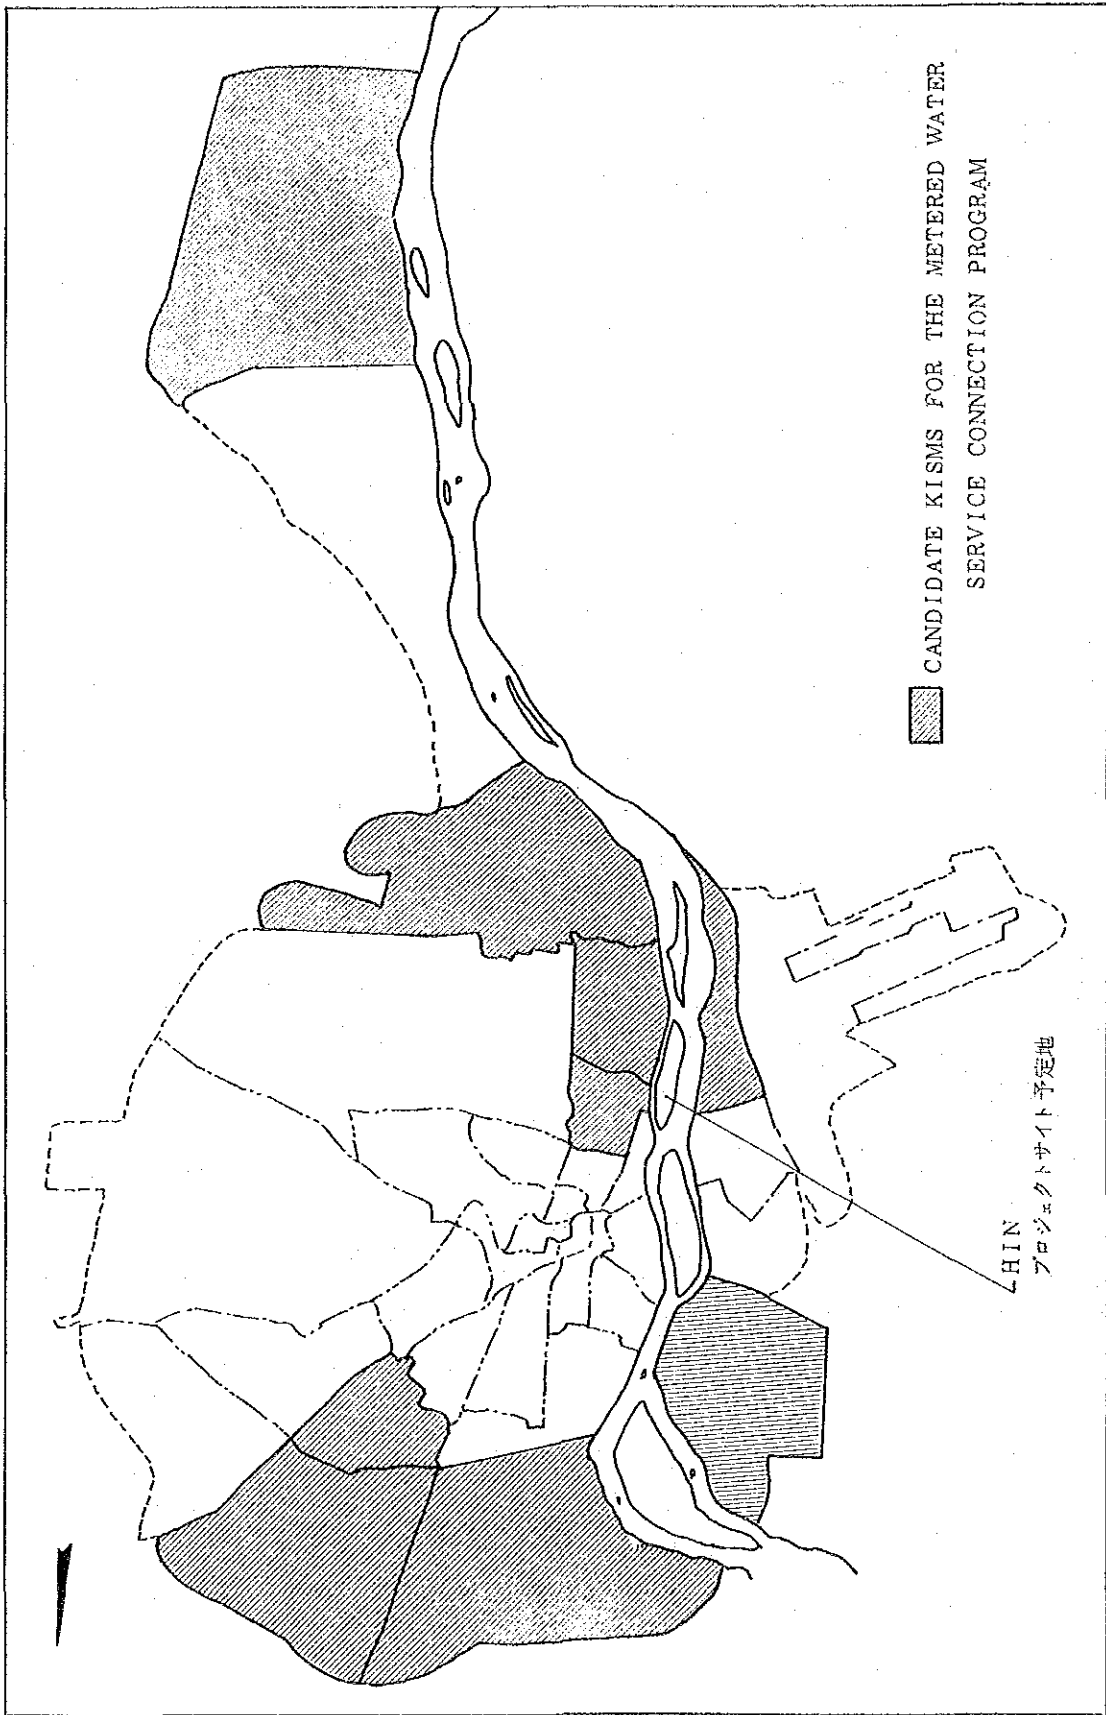 CANDIDATE KISMS FOR THE METERED WATER
SERVICE CONNECTION PROGRAM
HIN
プロジェクトサイト予定地